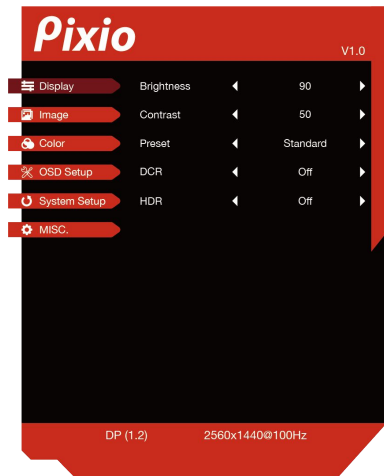 Pixio
V1.0
Display Brightness 90
Image Contrast 50
Color Preset Standard
OSD Setup DCR Off
System Setup HDR Off
MISC.
DP (1.2) 2560x1440@100Hz